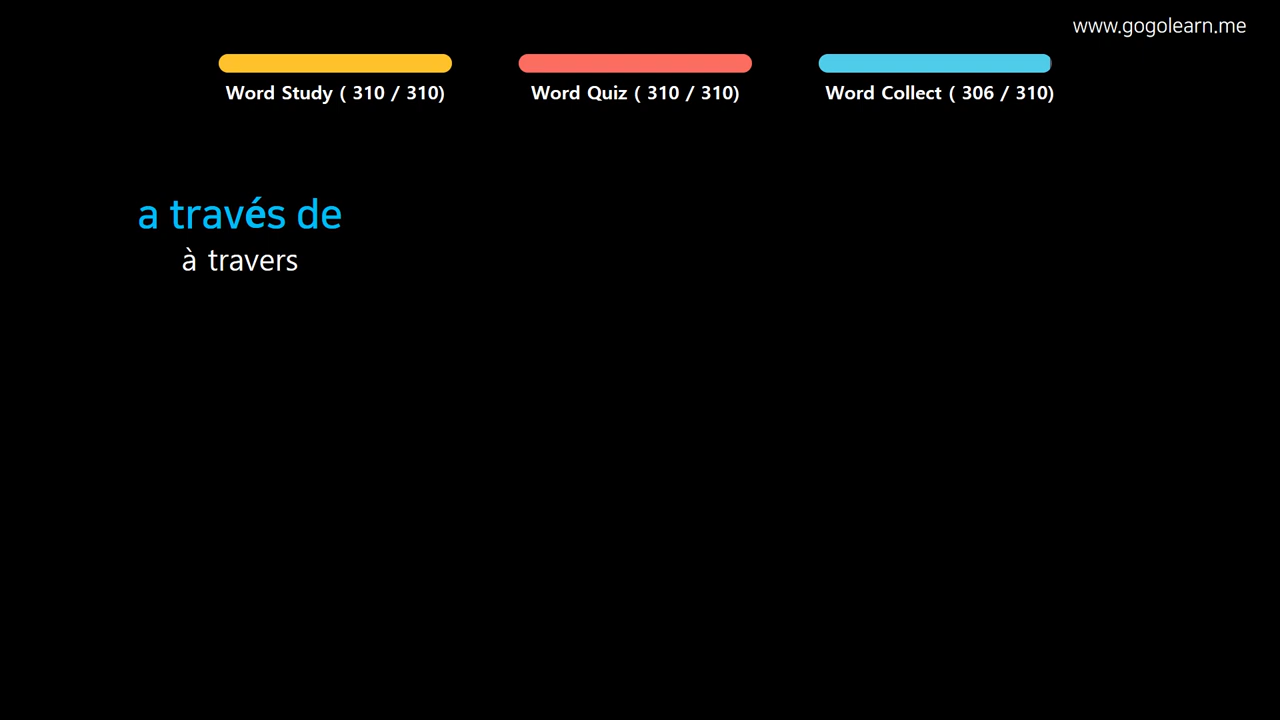 www.gogolearn.me
Word Study ( 310 / 310)
Word Quiz ( 310 / 310)
Word Collect ( 306 / 310)
a través de
à travers